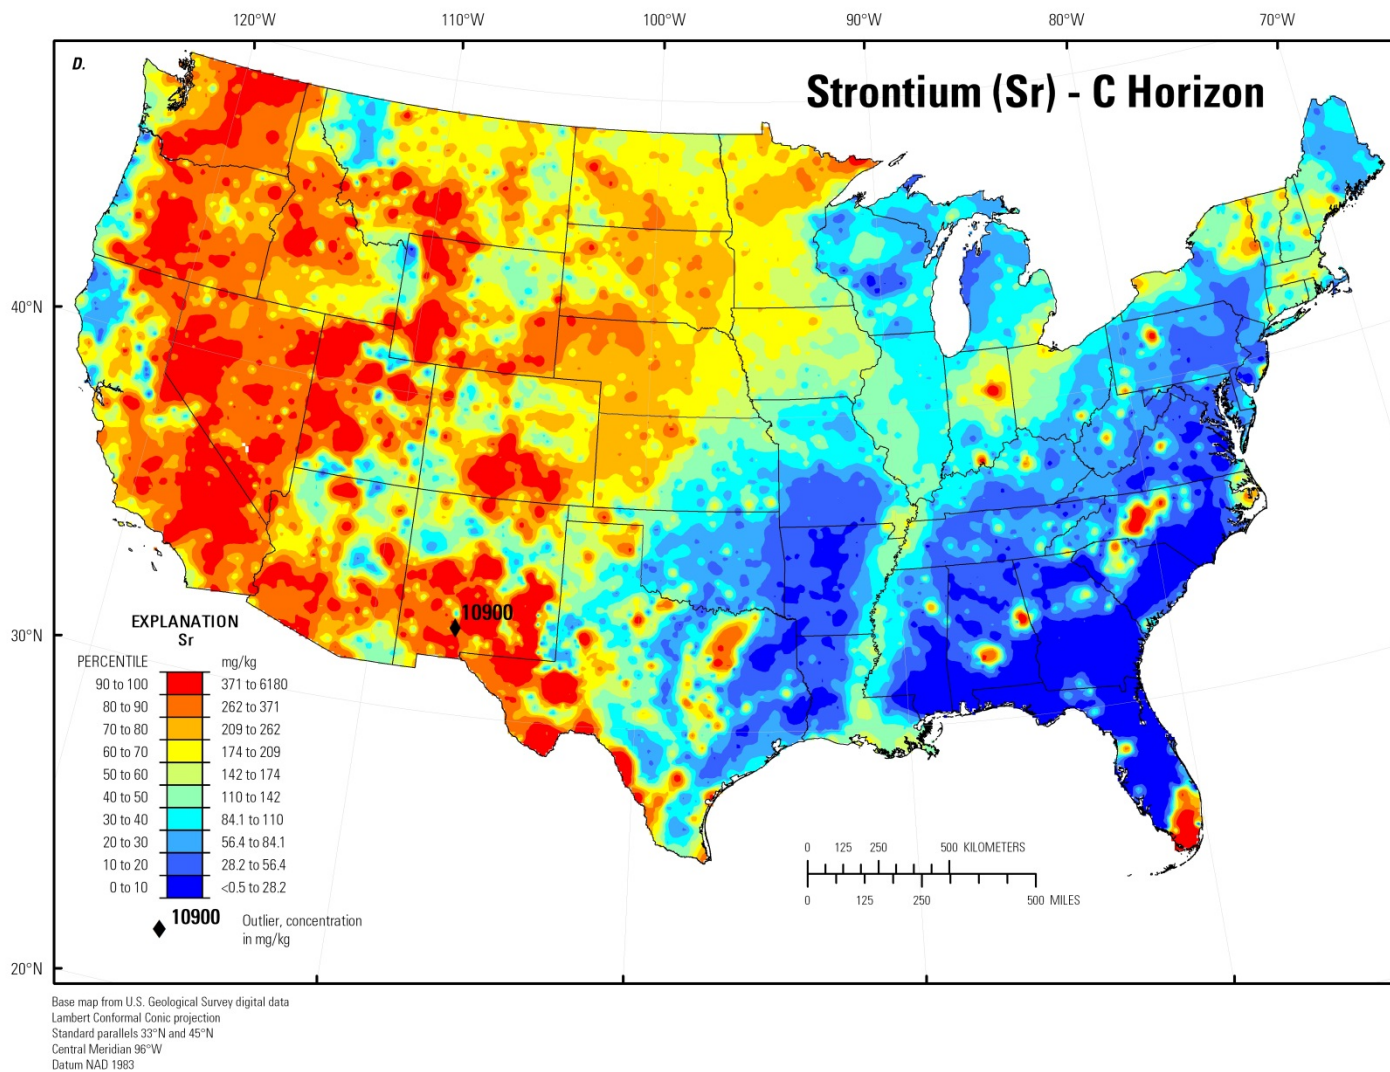 120°W 110°W 100°W 90°W 80°W 70°W
D.
Strontium (Sr) - C Horizon
40°N
30°N
10900
EXPLANATION
Sr
PERCENTILE mg/kg
90 to 100 371 to 6180
80 to 90 262 to 371
70 to 80 209 to 262
60 to 70 174 to 209
50 to 60 142 to 174
40 to 50 110 to 142
30 to 40 84.1 to 110
20 to 30 56.4 to 84.1
10 to 20 28.2 to 56.4
0 to 10 <0.5 to 28.2
10900 Outlier, concentration
in mg/kg
0 125 250 500 KILOMETERS
0 125 250 500 MILES
20°N
Base map from U.S. Geological Survey digital data
Lambert Conformal Conic projection
Standard parallels 33°N and 45°N
Central Meridian 96°W
Datum NAD 1983